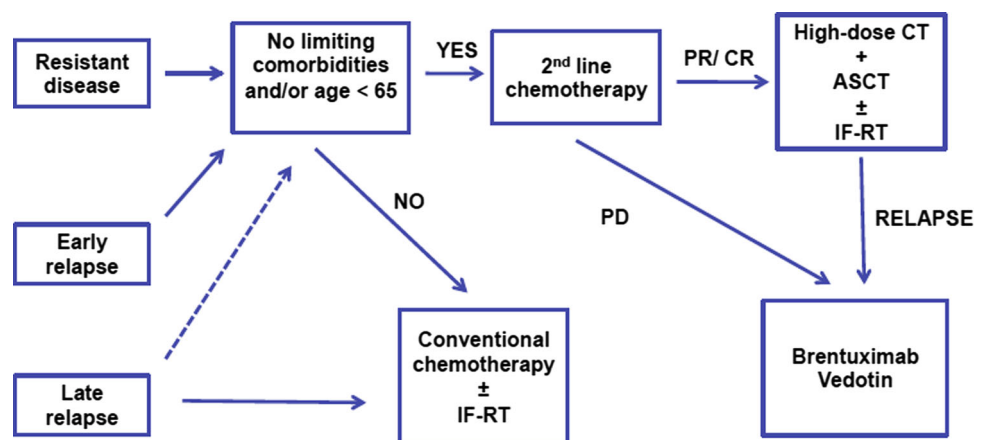 Resistant
disease
No limiting
comorbidities
and/or age < 65
YES
2nd line
chemotherapy
PR/ CR
High-dose CT
+
ASCT
±
IF-RT
Early
relapse
NO
PD
RELAPSE
Late
relapse
Conventional
chemotherapy
±
IF-RT
Brentuximab
Vedotin